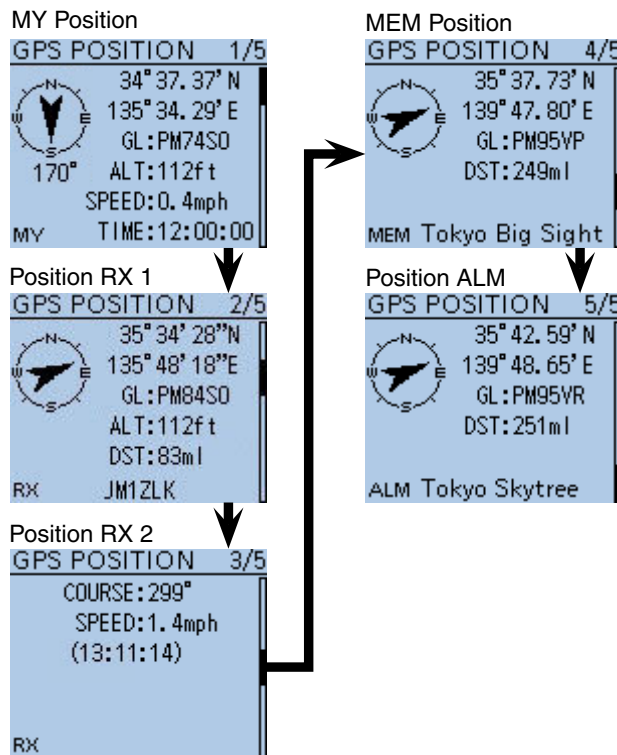 MY Position
GPS POSITION 1/5
N
W E
S
34°37.37’N
135°34.29’E
GL:PM74SO
170° ALT:112ft
SPEED:0.4mph
MY TIME:12:00:00
Position RX 1
GPS POSITION 2/5
N
W E
S
35°34’28”N
135°48’18”E
GL:PM84SO
ALT:112ft
DST:83ml
RX JM1ZLK
Position RX 2
GPS POSITION 3/5
COURSE:299°
SPEED:1.4mph
(13:11:14)
RX
MEM Position
GPS POSITION 4/5
N
W E
S
35°37.73’N
139°47.80’E
GL:PM95VP
DST:249ml
MEM Tokyo Big Sight
Position ALM
GPS POSITION 5/5
N
W E
S
35°42.59’N
139°48.65’E
GL:PM95VR
DST:251ml
ALM Tokyo Skytree